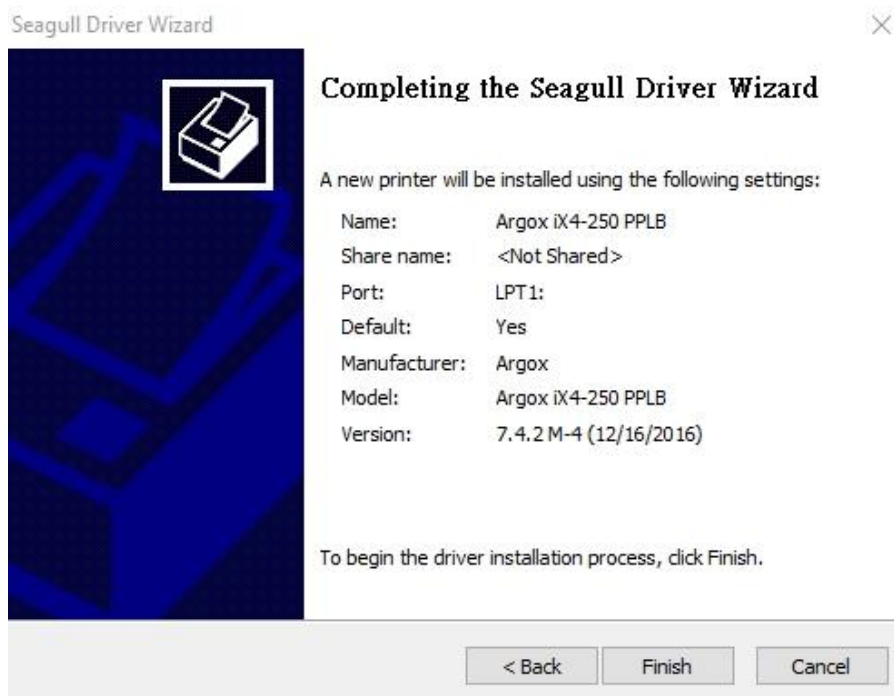 Seagull Driver Wizard
Completing the Seagull Driver Wizard
A new printer will be installed using the following settings:
Name: Argox iX4-250 PPLB
Share name: <Not Shared>
Port: LPT1:
Default: Yes
Manufacturer: Argox
Model: Argox iX4-250 PPLB
Version: 7.4.2 M-4 (12/16/2016)
To begin the driver installation process, click Finish.
< Back Finish Cancel